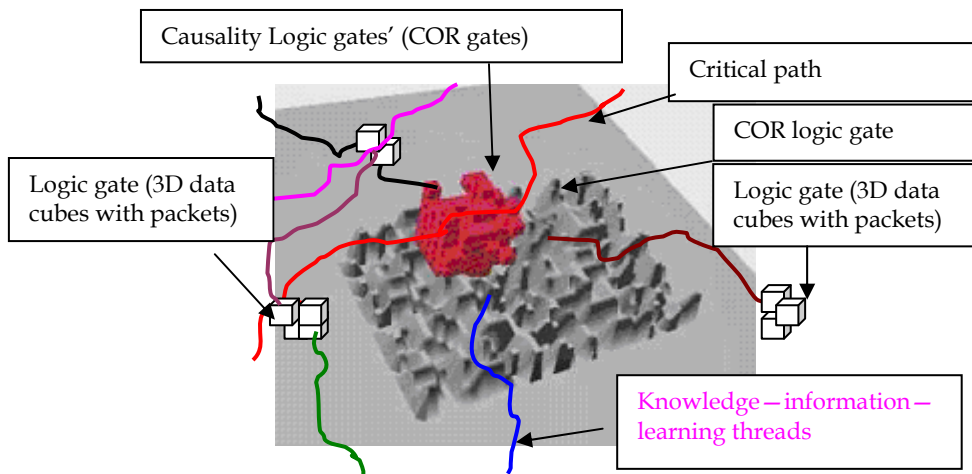 Causality Logic gates’ (COR gates)
Critical path
COR logic gate
Logic gate (3D data
cubes with packets)
Logic gate (3D data
cubes with packets)
Knowledge—information—
learning threads